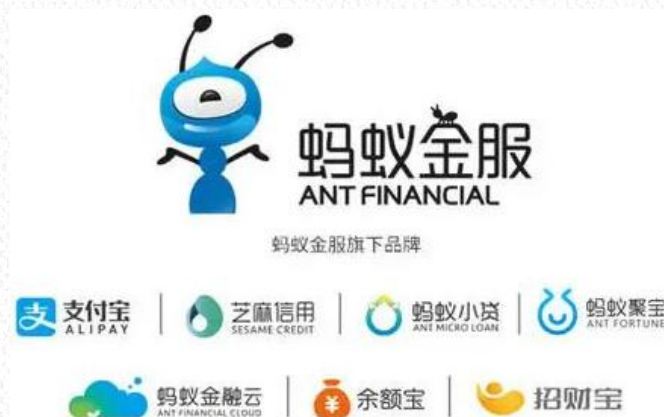 蚂蚁金服
ANT FINANCIAL
蚂蚁金服旗下品牌
支 支付宝
ALIPAY
芝麻信用
SESAME CREDIT
蚂蚁小贷
ANT MICRO LOAN
蚂蚁聚宝
ANT FORTUNE
蚂蚁金融云
ANT FINANCIAL CLOUD
¥ 余额宝
招财宝